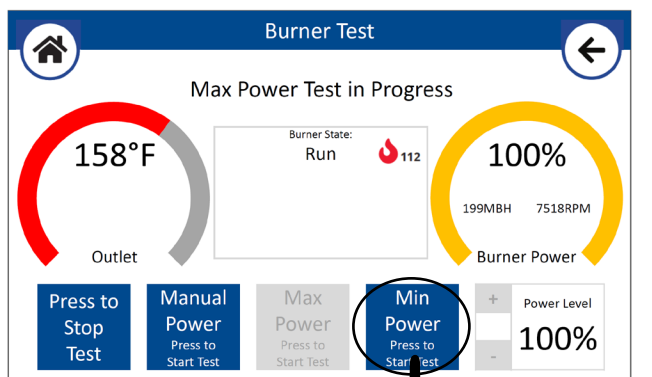 Burner Test
Max Power Test in Progress
158°F
Outlet
Burner State:
Run
112
100%
199MBH 7518RPM
Burner Power
Press to
Stop
Test
Manual
Power
Press to
Start Test
Max
Power
Press to
Start Test
Min
Power
Press to
Start Test
+
-
Power Level
100%